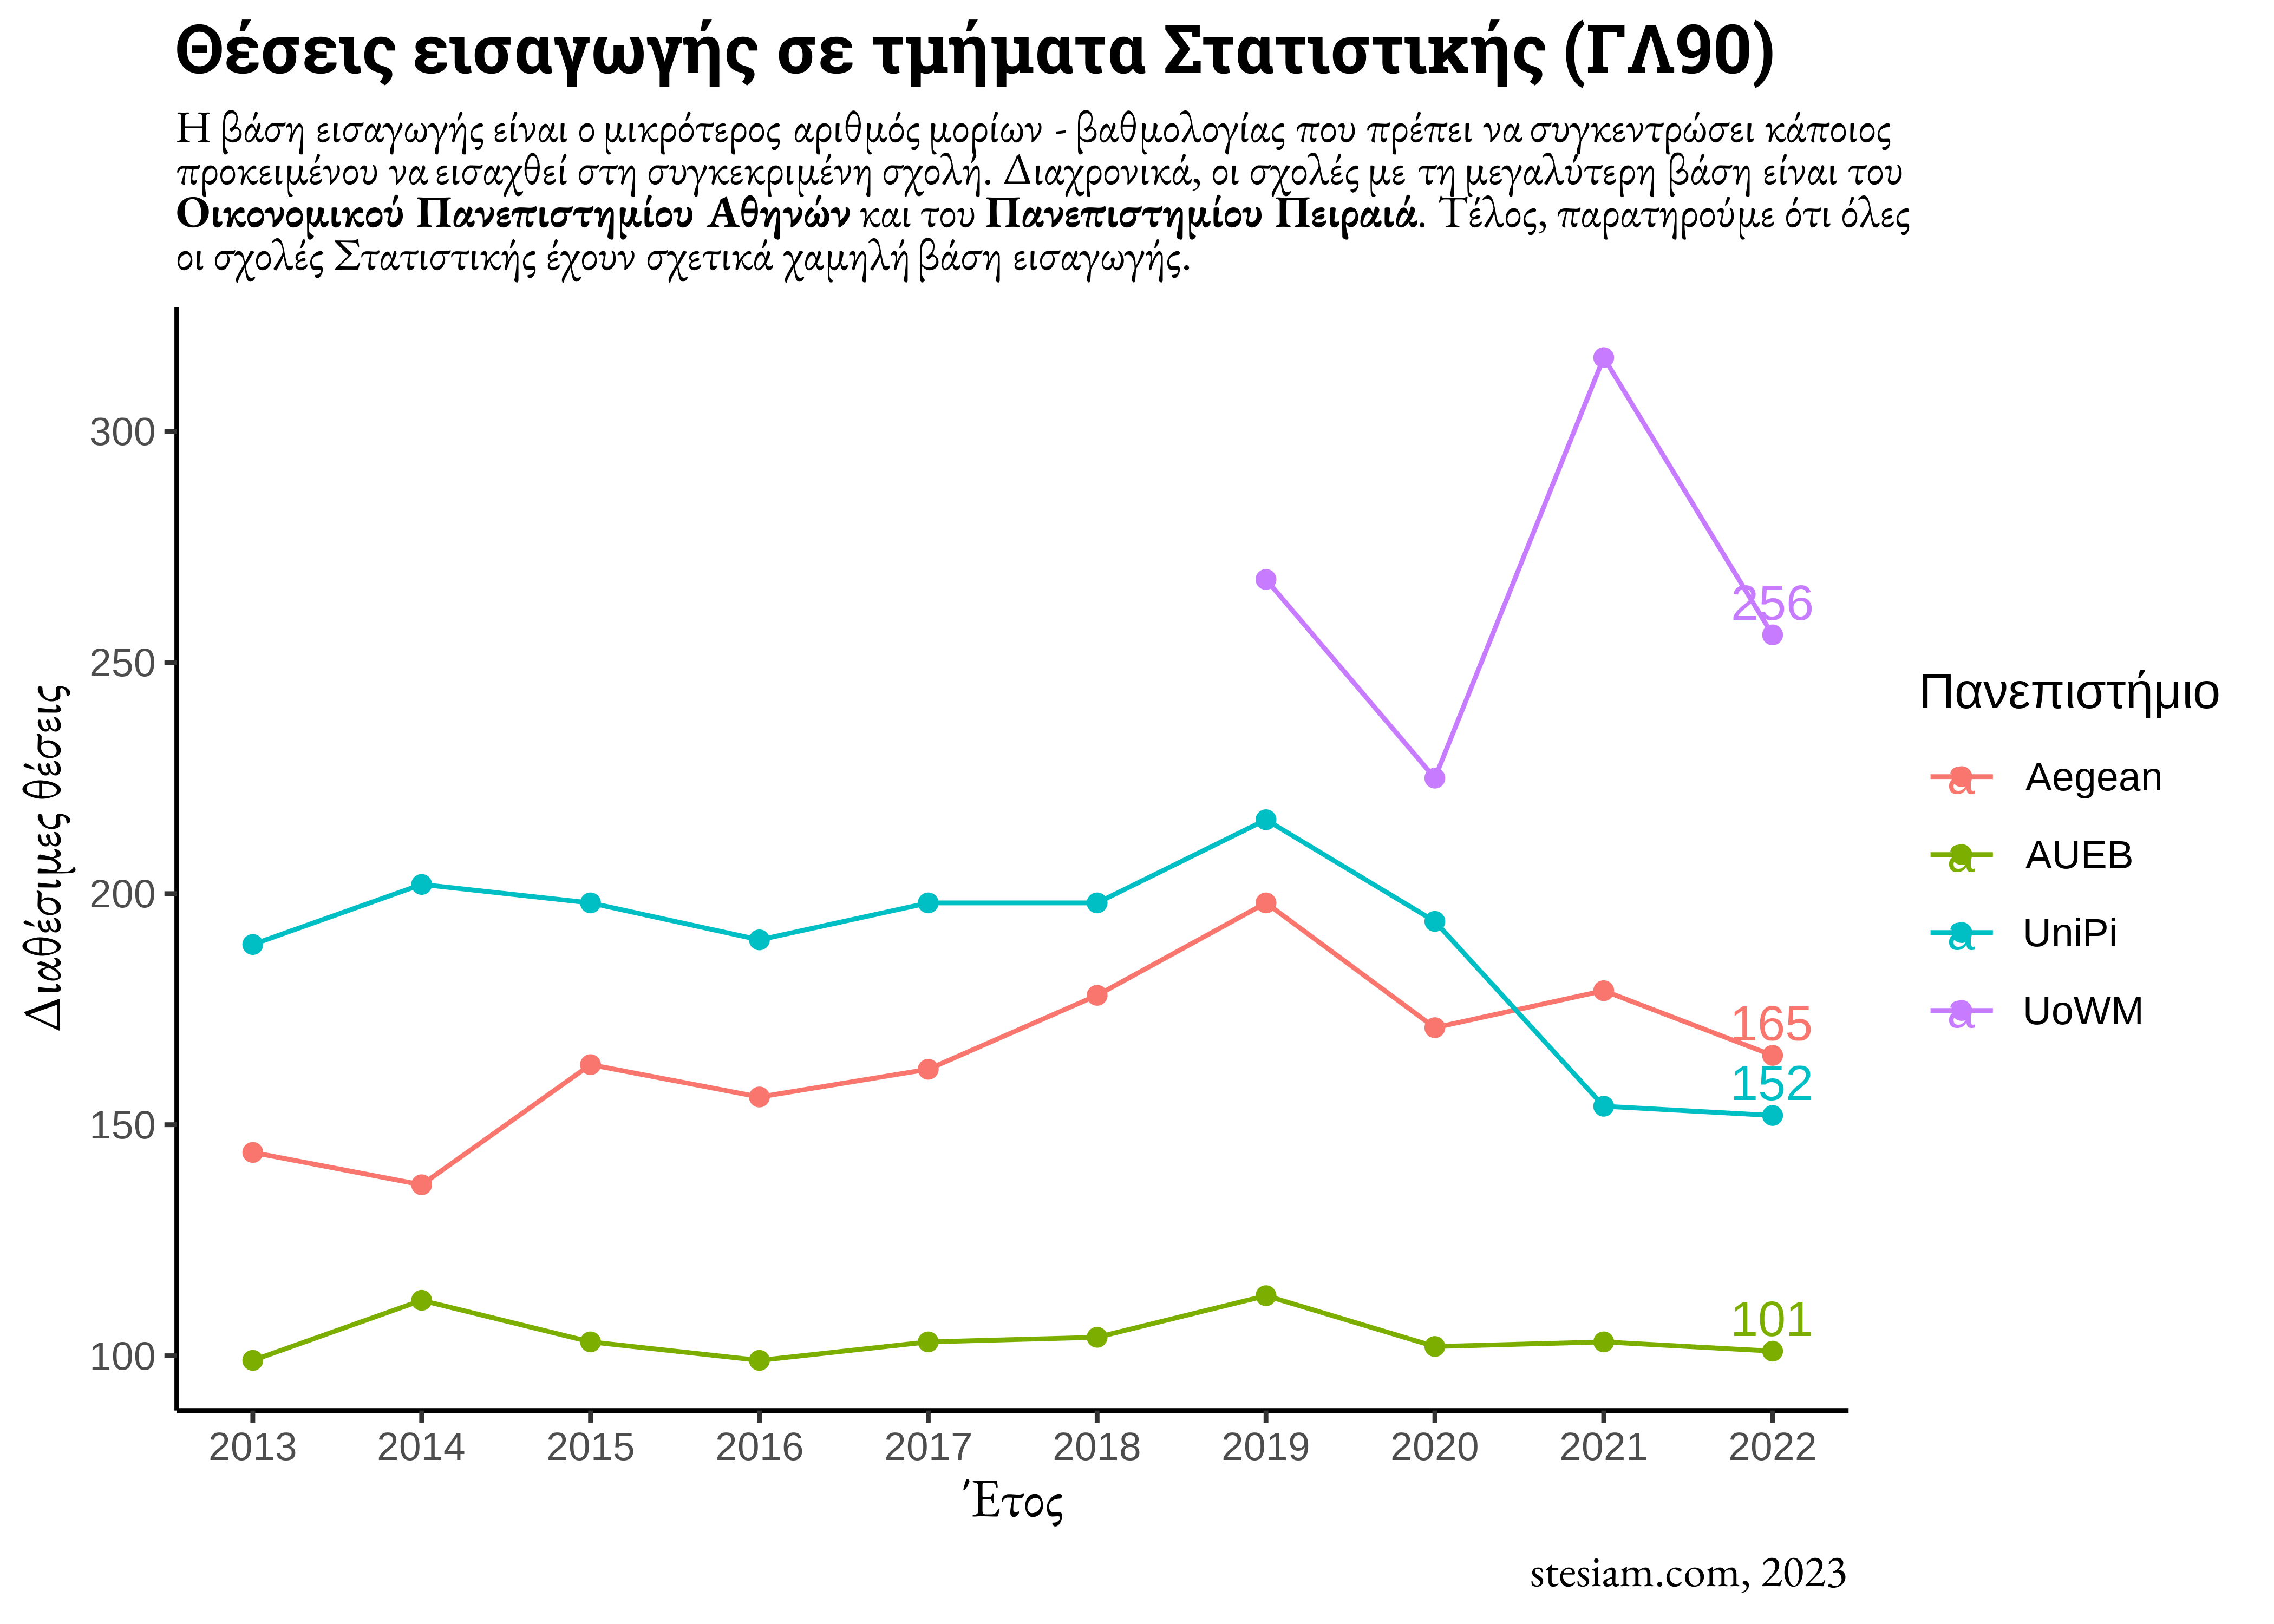 Θέσεις εισαγωγής σε τμήματα Στατιστικής (ΓΛ90)
Η βάση εισαγωγής είναι ο μικρότερος αριθμός μορίων - βαθμολογίας που πρέπει να συγκεντρώσει κάποιος
προκειμένου να εισαχθεί στη συγκεκριμένη σχολή. Διαχρονικά, οι σχολές με τη μεγαλύτερη βάση είναι του
Οικονομικού Πανεπιστημίου Αθηνών και του Πανεπιστημίου Πειραιά. Τέλος, παρατηρούμε ότι όλες
οι σχολές Στατιστικής έχουν σχετικά χαμηλή βάση εισαγωγής.
Διαθέσιμες θέσεις
300
250
200
150
100
256
165
152
101
2013 2014 2015 2016 2017 2018 2019 2020 2021 2022
Έτος
Πανεπιστήμιο
a Aegean
a AUEB
a UniPi
a UoWM
stesiam.com, 2023